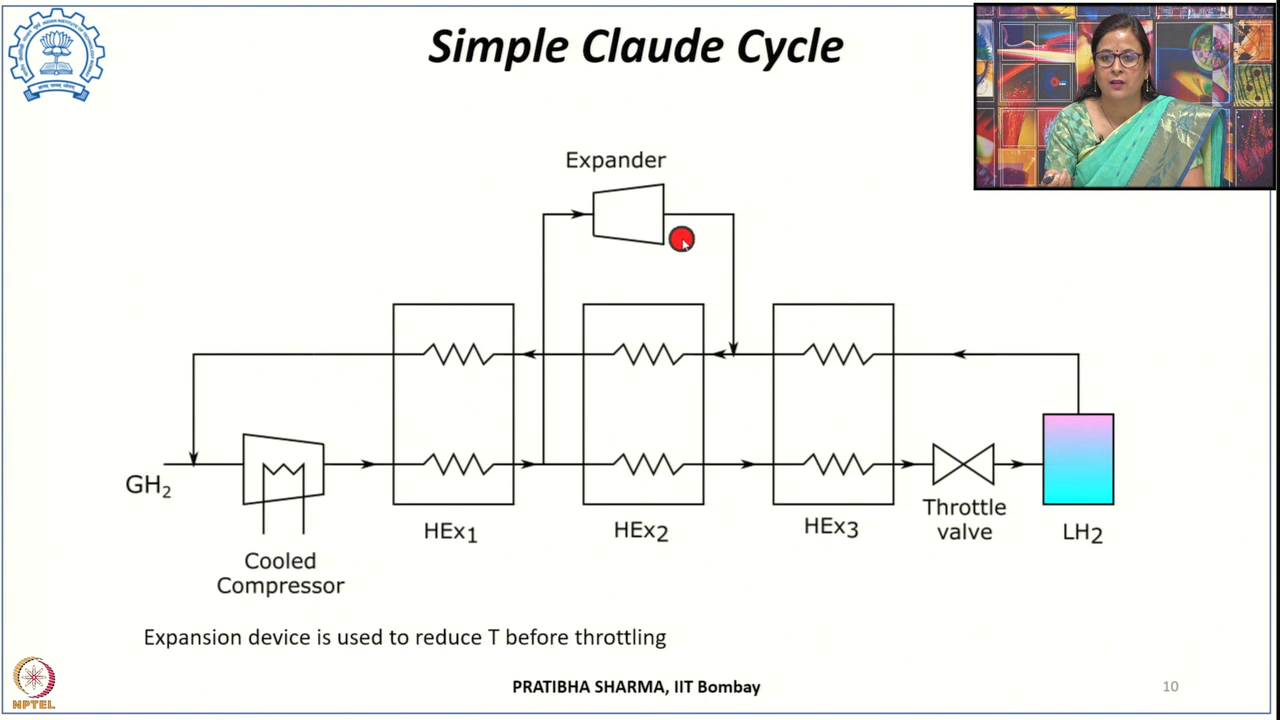 Simple Claude Cycle
Expander
GH2
Cooled
Compressor
HEx1
HEx2
HEx3
Throttle
valve
LH2
Expansion device is used to reduce T before throttling
NPTEL
PRATIBHA SHARMA, IIT Bombay
10